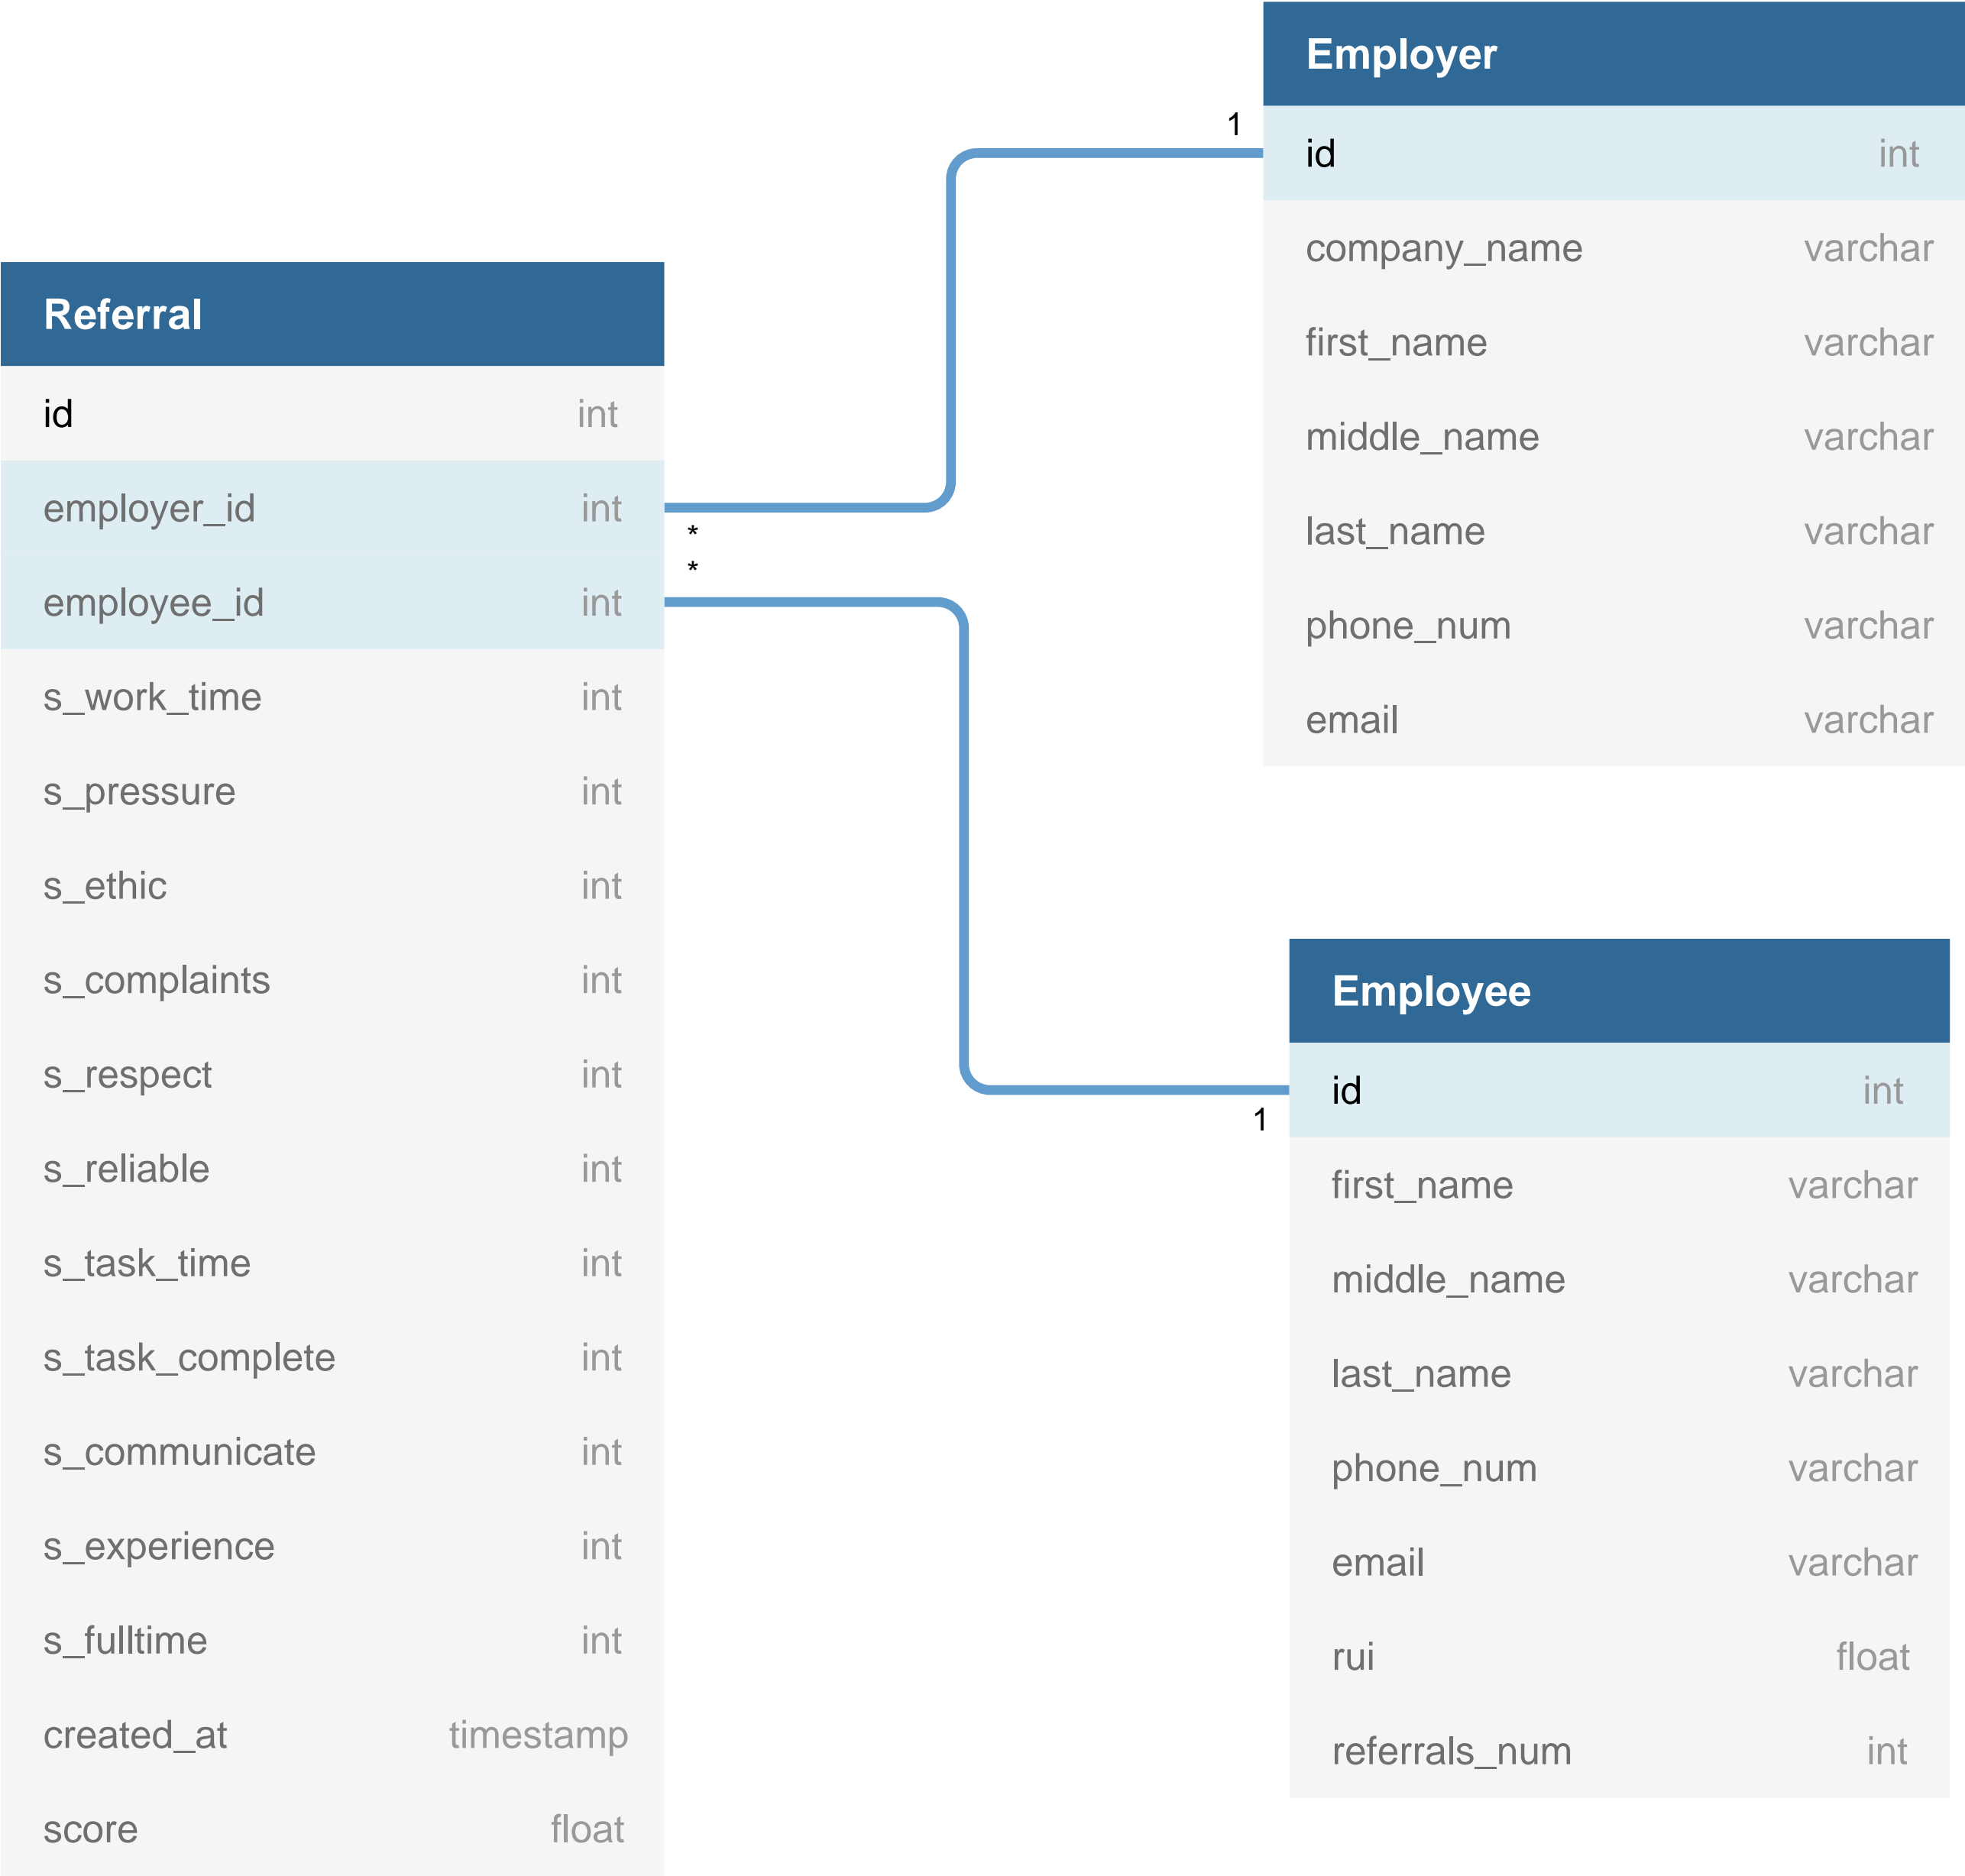 Referral
id int
employer_id int
employee_id int
s_work_time int
s_pressure int
s_ethic int
s_complaints int
s_respect int
s_reliable int
s_task_time int
s_task_complete int
s_communicate int
s_experience int
s_fulltime int
created_at timestamp
score float
*
*
1
1
Employer
id int
company_name varchar
first_name varchar
middle_name varchar
last_name varchar
phone_num varchar
email varchar
Employee
id int
first_name varchar
middle_name varchar
last_name varchar
phone_num varchar
email varchar
rui float
referrals_num int